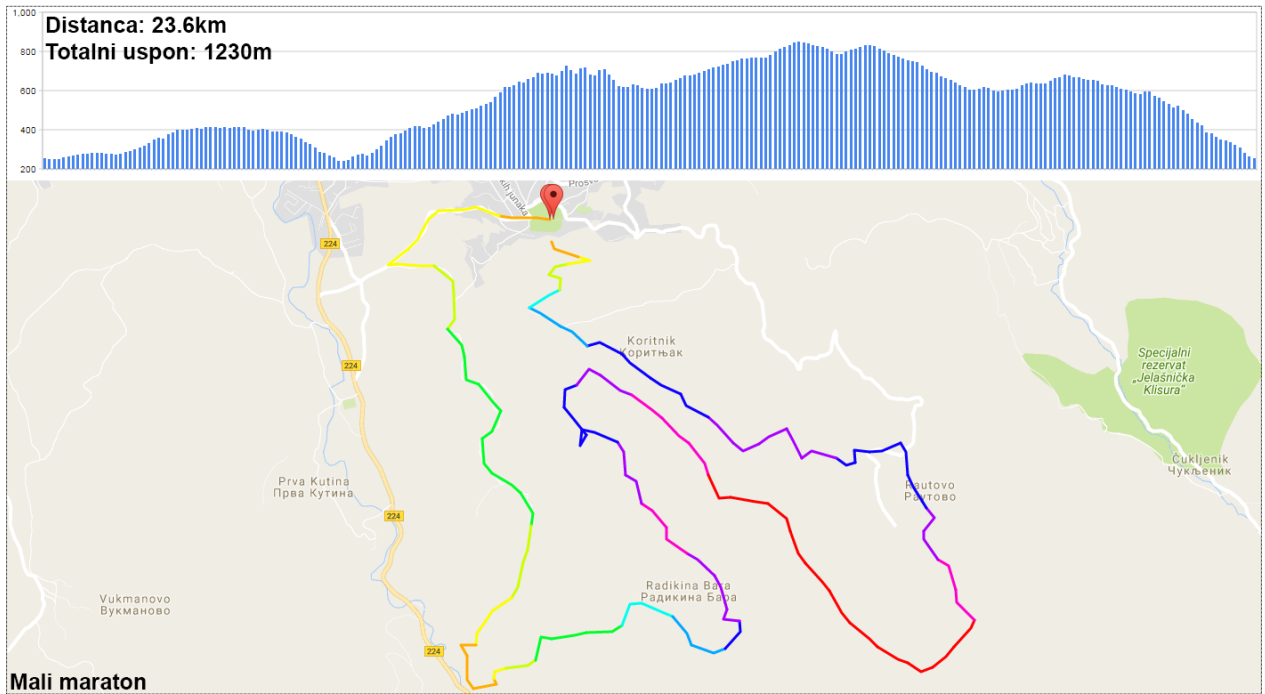 1,000
Distanca: 23.6km
Totalni uspon: 1230m
800
600
400
200
junaka
224
Koritnik
Коритњак
224
Specijalni
rezervat
„Jelašnička
Klisura“
Čukljenik
Чукљеник
Prva Kutina
Прва Кутина
Rautovo
Раутово
224
Radikina Bara
Радикина Бара
Vukmanovo
Вукманово
224
Mali maraton